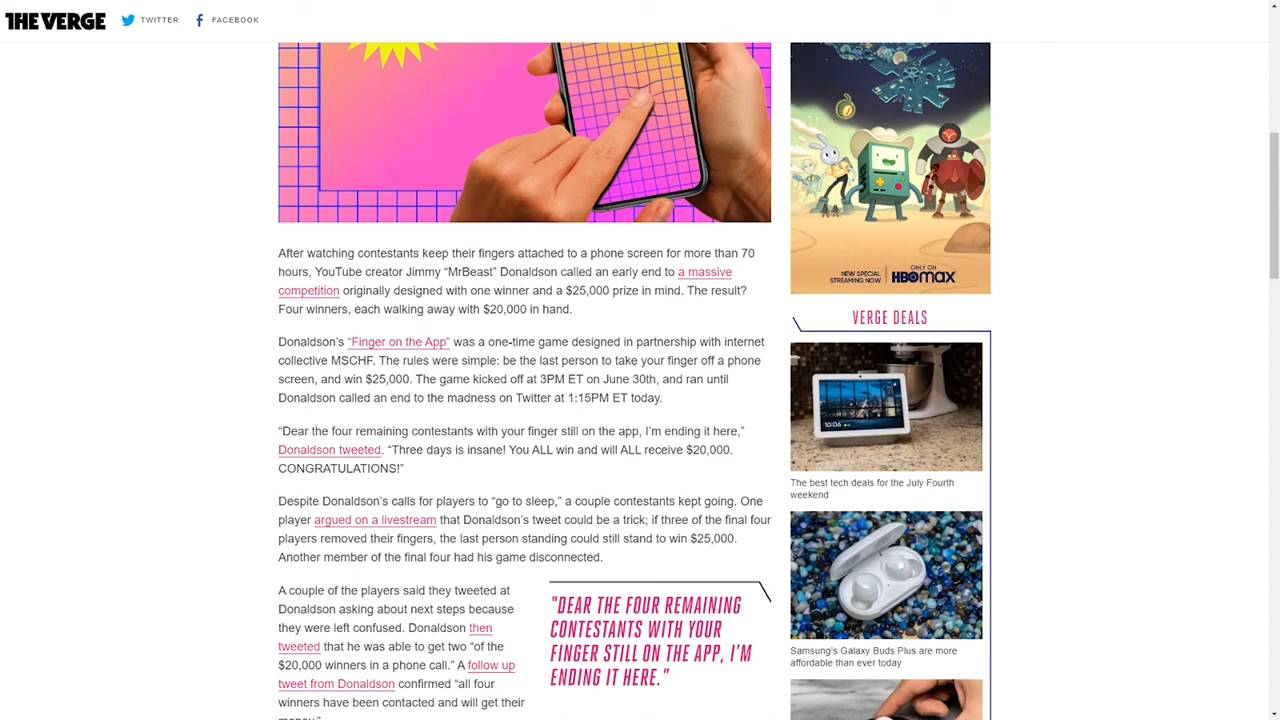 THE VERGE
TWITTER
FACEBOOK
After watching contestants keep their fingers attached to a phone screen for more than 70
hours, YouTube creator Jimmy “MrBeast” Donaldson called an early end to a massive
competition originally designed with one winner and a $25,000 prize in mind. The result?
Four winners, each walking away with $20,000 in hand.
Donaldson’s “Finger on the App” was a one-time game designed in partnership with internet
collective MSCHF. The rules were simple: be the last person to take your finger off a phone
screen, and win $25,000. The game kicked off at 3PM ET on June 30th, and ran until
Donaldson called an end to the madness on Twitter at 1:15PM ET today.
“Dear the four remaining contestants with your finger still on the app, I’m ending it here,”
Donaldson tweeted. “Three days is insane! You ALL win and will ALL receive $20,000.
CONGRATULATIONS!”
Despite Donaldson’s calls for players to “go to sleep,” a couple contestants kept going. One
player argued on a livestream that Donaldson’s tweet could be a trick; if three of the final four
players removed their fingers, the last person standing could still stand to win $25,000.
Another member of the final four had his game disconnected.
A couple of the players said they tweeted at
Donaldson asking about next steps because
they were left confused. Donaldson then
tweeted that he was able to get two “of the
$20,000 winners in a phone call.” A follow up
tweet from Donaldson confirmed “all four
winners have been contacted and will get their
money.”
"DEAR THE FOUR REMAINING
CONTESTANTS WITH YOUR
FINGER STILL ON THE APP, I’M
ENDING IT HERE."
NEW SPECIAL
STREAMING NOW
ONLY ON
HBOMAX
VERGE DEALS
10:06
The best tech deals for the July Fourth
weekend
Samsung’s Galaxy Buds Plus are more
affordable than ever today